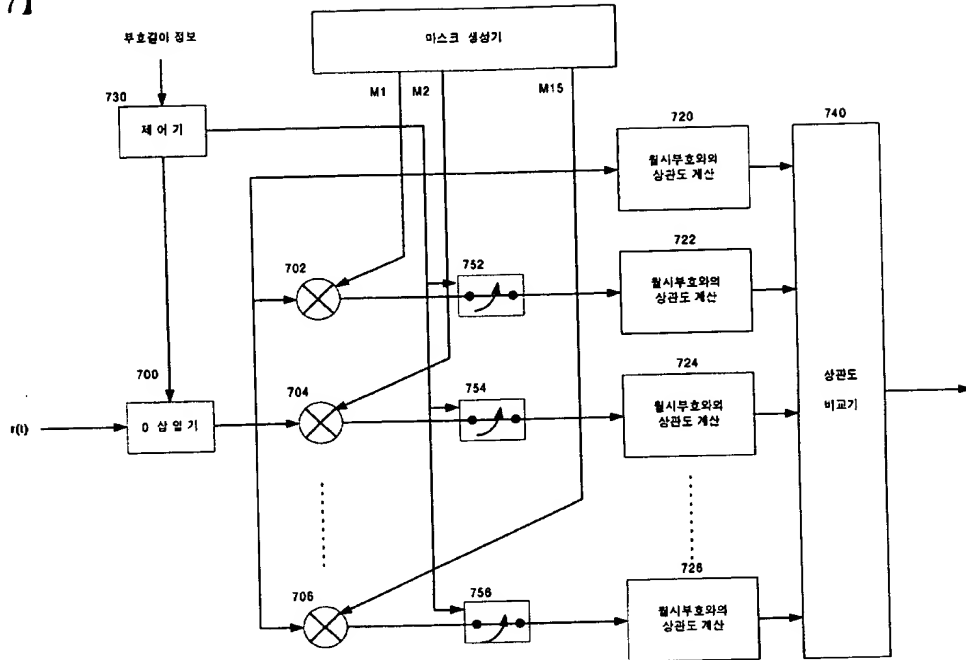 7】
부호길이 정보
마스크 생성기
M1
M2
M15
730
제어기
720
월시부호와의
상관도 계산
740
702
752
722
월시부호와의
상관도 계산
700
704
754
724
월시부호와의
상관도 계산
상관도
비교기
r(t)
0 삽입기
706
756
726
월시부호와의
상관도 계산